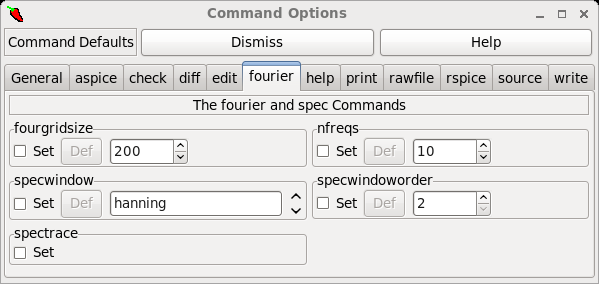 Command Options
Command Defaults Dismiss Help
General aspice check diff edit fourier help print rawfile rspice source write
The fourier and spec Commands
fourgridsize nfreqs
Set Def 200 Set Def 10
specwindow specwindoworder
Set Def hanning Set Def 2
spectrace
Set